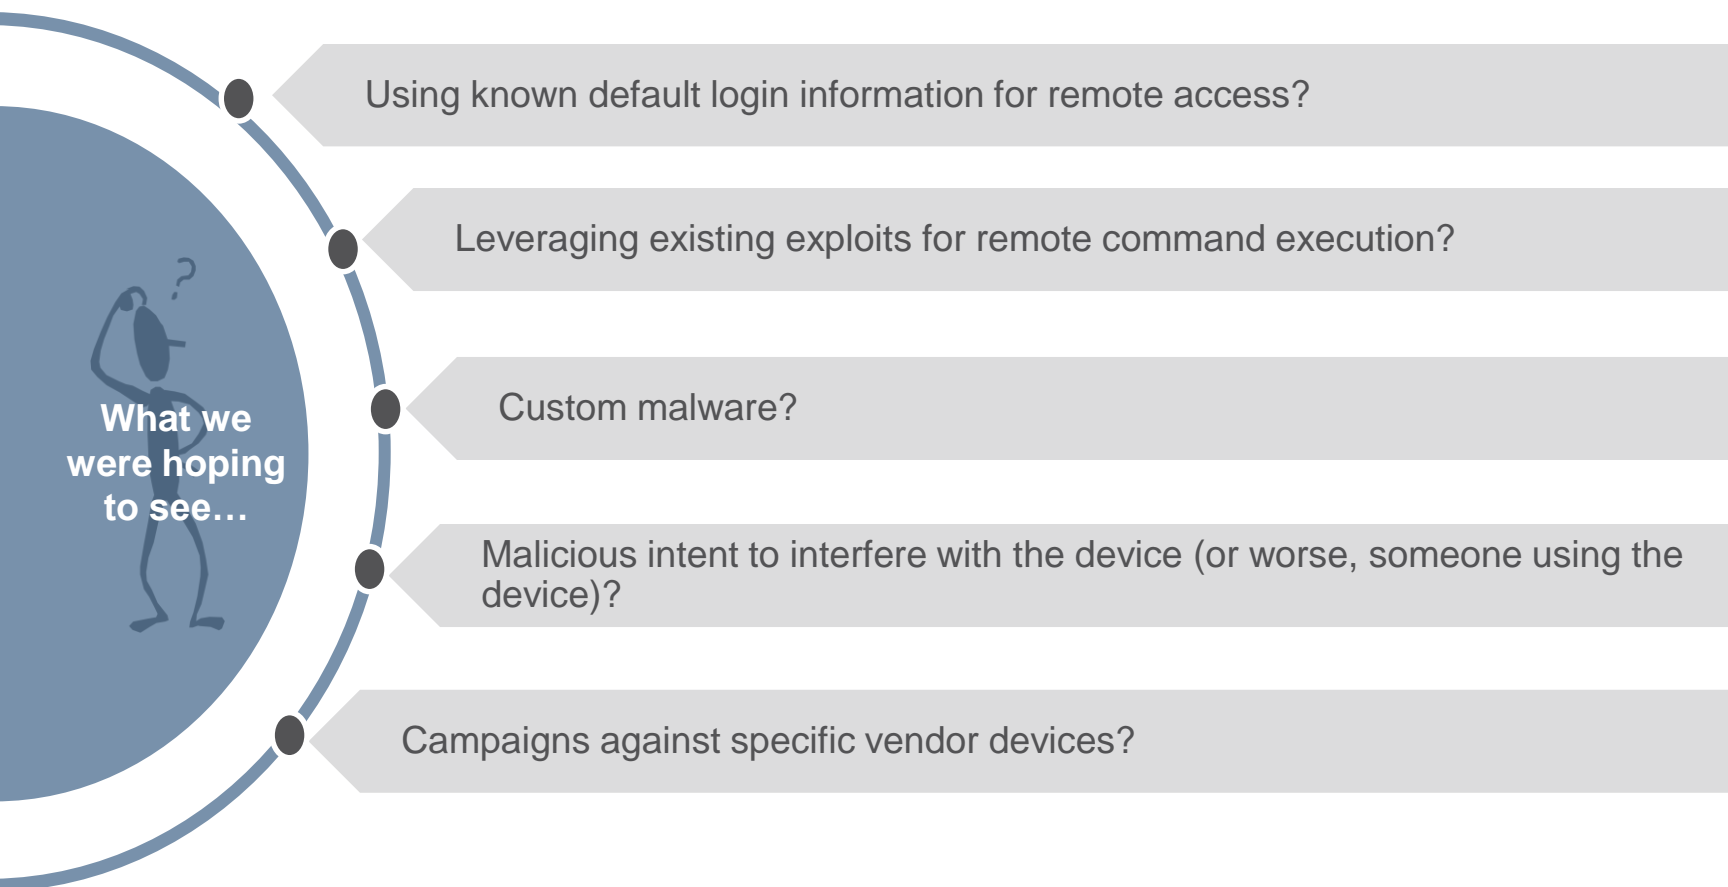 Using known default login information for remote access?
Leveraging existing exploits for remote command execution?
Custom malware?
What we
were hoping
to see…
Malicious intent to interfere with the device (or worse, someone using the
device)?
Campaigns against specific vendor devices?
?